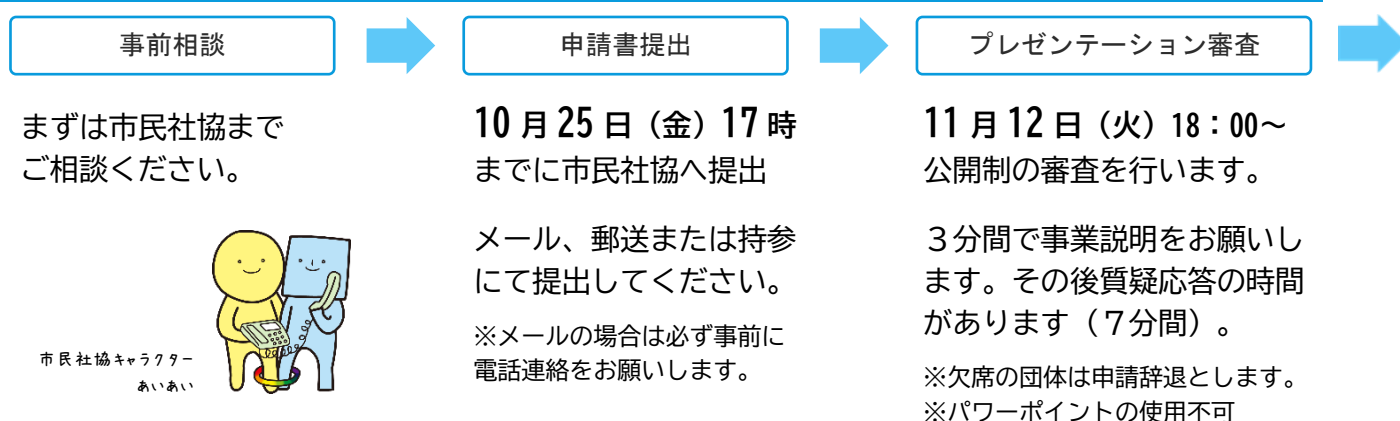 事前相談
まずは市民社協まで
ご相談ください。
市民社協キャラクター
あいあい
申請書提出
10月25日（金）17時
までに市民社協へ提出
メール、郵送または持参
にて提出してください。
※メールの場合は必ず事前に
電話連絡をお願いします。
プレゼンテーション審査
11月12日（火）18：00～
公開制の審査を行います。
３分間で事業説明をお願いし
ます。その後質疑応答の時間
があります（７分間）。
※欠席の団体は申請辞退とします。
※パワーポイントの使用不可